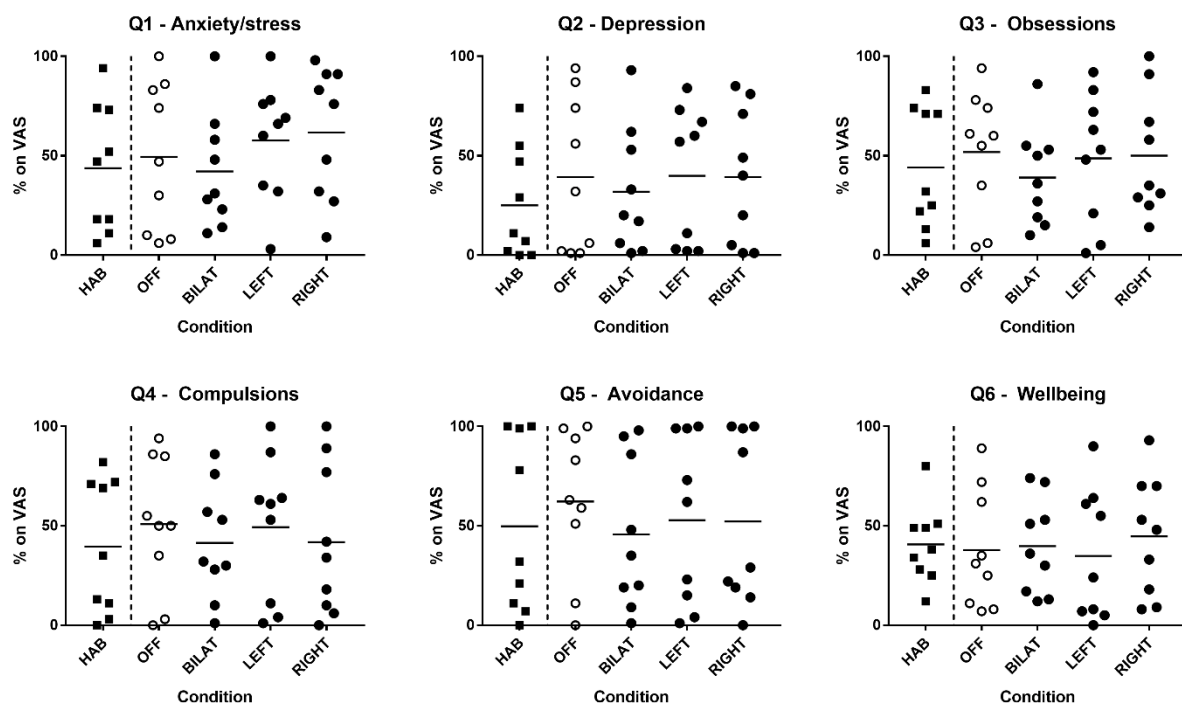 Q1 - Anxiety/stress
% on VAS
100
50
0
HAB
OFF
BILAT
LEFT
RIGHT
Condition
Q2 - Depression
% on VAS
100
50
0
HAB
OFF
BILAT
LEFT
RIGHT
Condition
Q3 - Obsessions
% on VAS
100
50
0
HAB
OFF
BILAT
LEFT
RIGHT
Condition
Q4 - Compulsions
% on VAS
100
50
0
HAB
OFF
BILAT
LEFT
RIGHT
Condition
Q5 - Avoidance
% on VAS
100
50
0
HAB
OFF
BILAT
LEFT
RIGHT
Condition
Q6 - Wellbeing
% on VAS
100
50
0
HAB
OFF
BILAT
LEFT
RIGHT
Condition